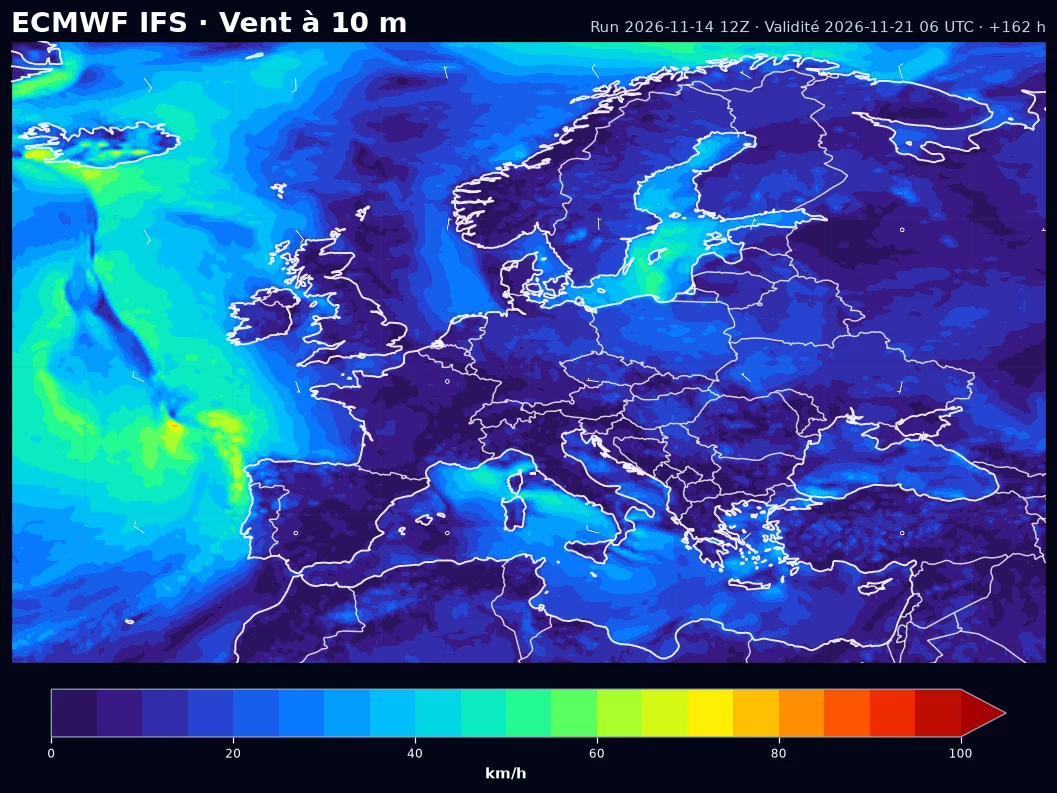 ECMWF IFS · Vent à 10 m
Run 2026-11-14 12Z · Validité 2026-11-21 06 UTC · +162 h
0 20 40 60 80 100
km/h